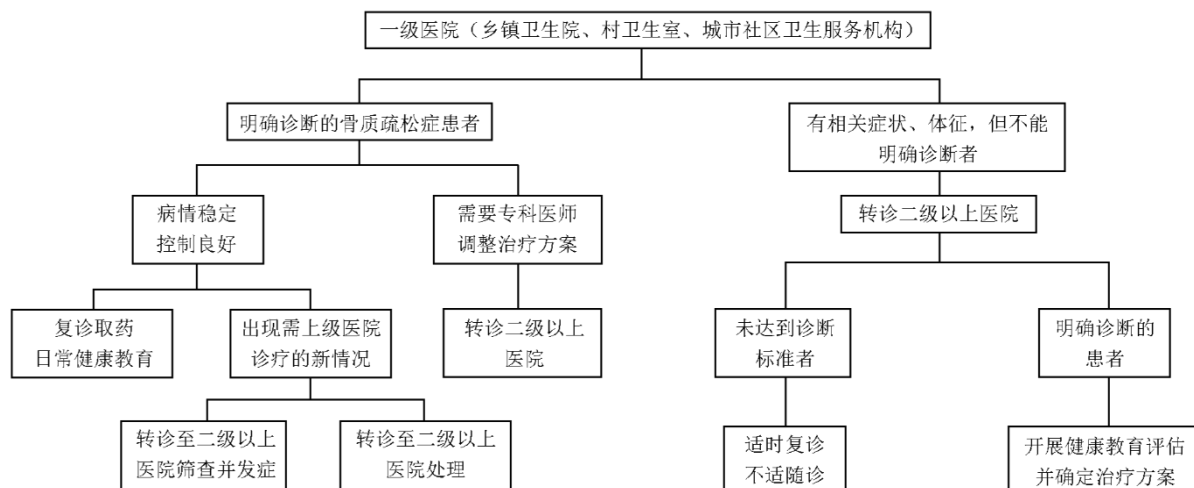 一级医院（乡镇卫生院、村卫生室、城市社区卫生服务机构）
明确诊断的骨质疏松症患者
有相关症状、体征，但不能
明确诊断者
病情稳定
控制良好
需要专科医师
调整治疗方案
转诊二级以上医院
复诊取药
日常健康教育
出现需上级医院
诊疗的新情况
转诊二级以上
医院
未达到诊断
标准者
明确诊断的
患者
转诊至二级以上
医院筛查并发症
转诊至二级以上
医院处理
适时复诊
不适随诊
开展健康教育评估
并确定治疗方案